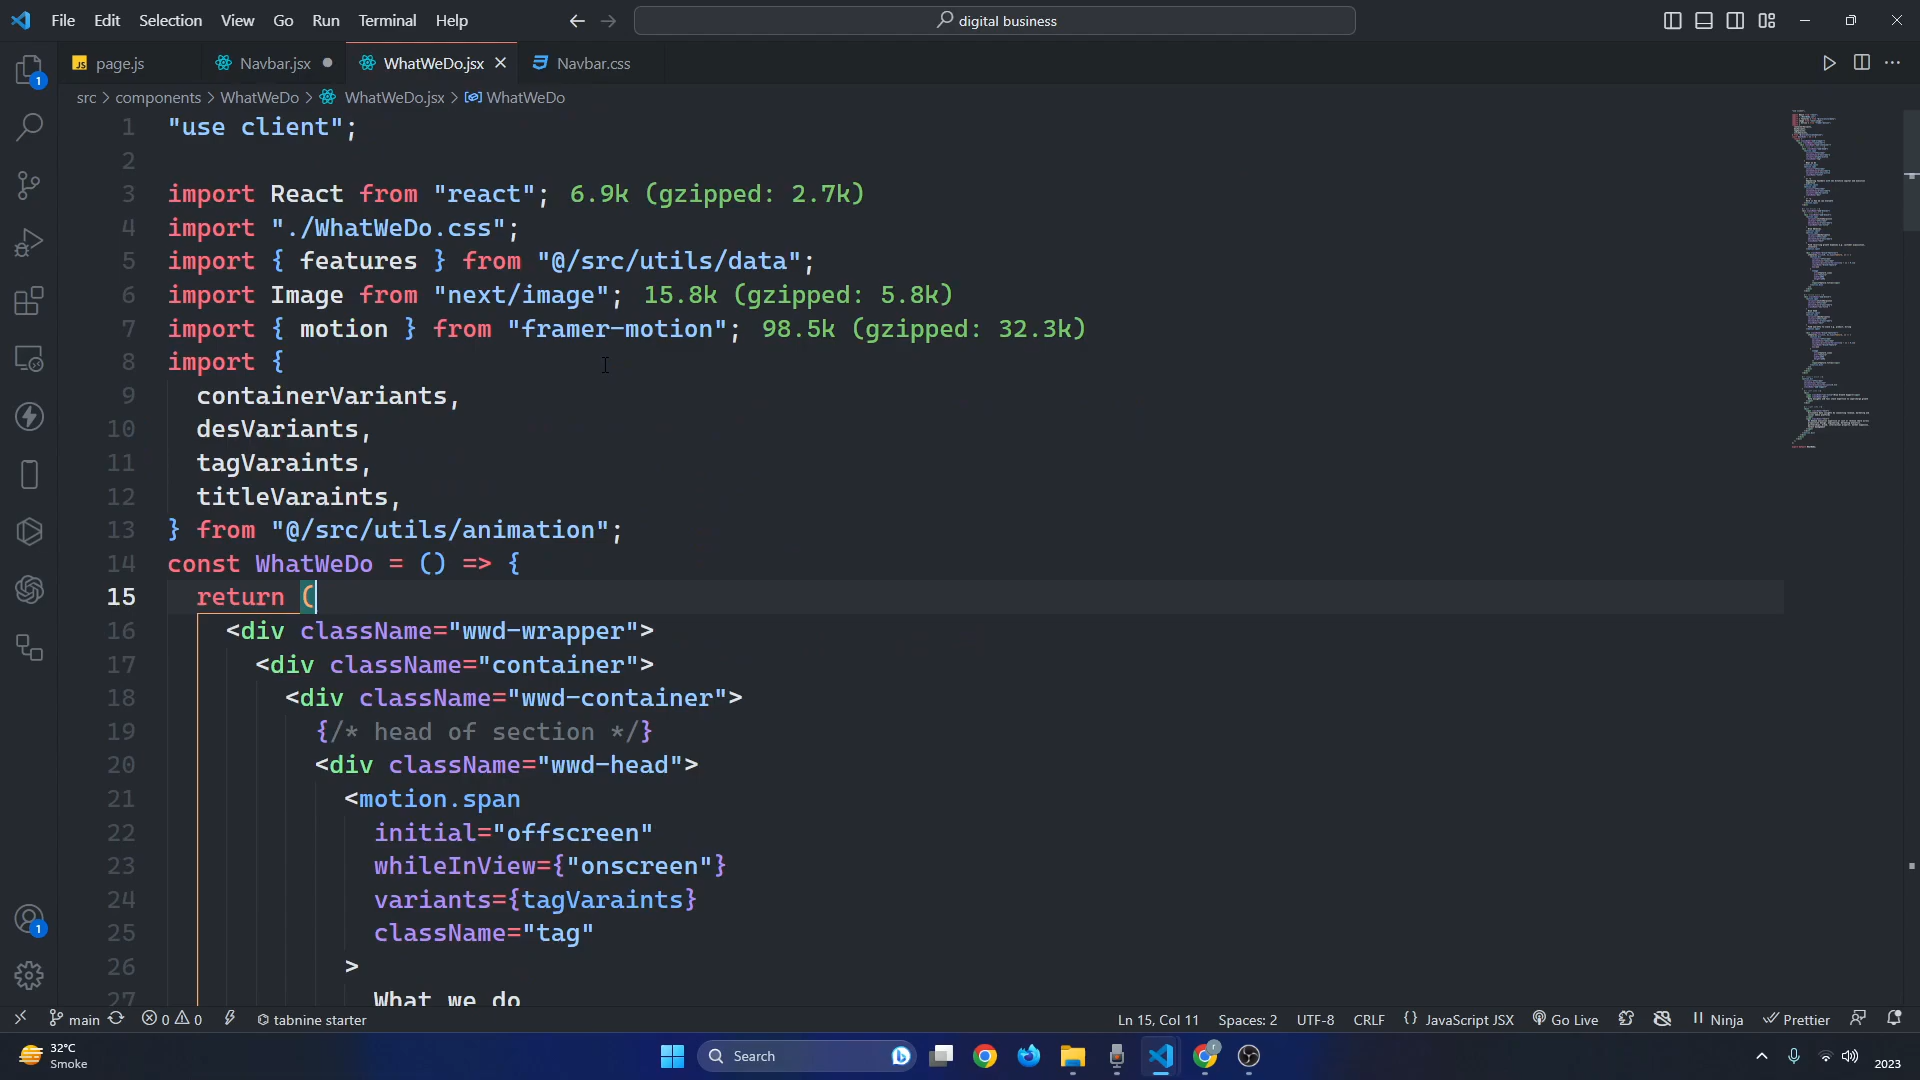 File Edit Selection View Go Run Terminal Help
digital business
JS page.js
Navbar.jsx
WhatWeDo.jsx
Navbar.css
1
src > components > WhatWeDo > WhatWeDo.jsx > WhatWeDo
1 "use client";
2
3 import React from "react"; 6.9k (gzipped: 2.7k)
4 import "./WhatWeDo.css";
5 import { features } from "@/src/utils/data";
6 import Image from "next/image"; 15.8k (gzipped: 5.8k)
7 import { motion } from "framer-motion"; 98.5k (gzipped: 32.3k)
8 import {
9 containerVariants,
10 desVariants,
11 tagVaraints,
12 titleVaraints,
13 } from "@/src/utils/animation";
14 const WhatWeDo = () => {
15 return (
16 <div className="wwd-wrapper">
17 <div className="container">
18 <div className="wwd-container">
19 {/* head of section */}
20 <div className="wwd-head">
21 <motion.span
22 initial="offscreen"
23 whileInView={"onscreen"}
24 variants={tagVaraints}
25 className="tag"
26 >
27 What we do
1
main 0 0 tabnine starter
Ln 15, Col 11 Spaces: 2 UTF-8 CRLF {} JavaScript JSX Go Live Ninja Prettier
32°C
Smoke
Search
2023